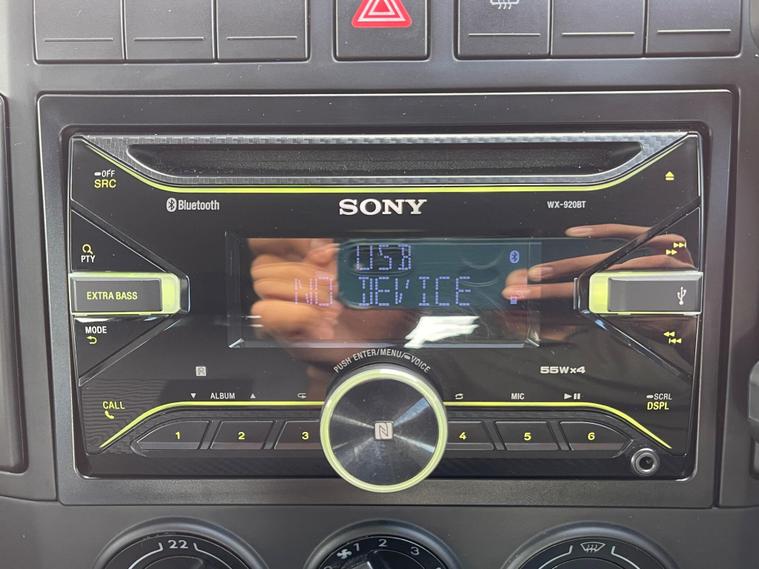 OFF
SRC
Bluetooth
SONY
WX-920BT
PTY
USB
NO DEVICE
EXTRA BASS
MODE
PUSH ENTER/MENU/ VOICE
55Wx4
CALL
ALBUM
MIC
SCRL
DSPL
1 2 3 4 5 6
N
22
1 2 3